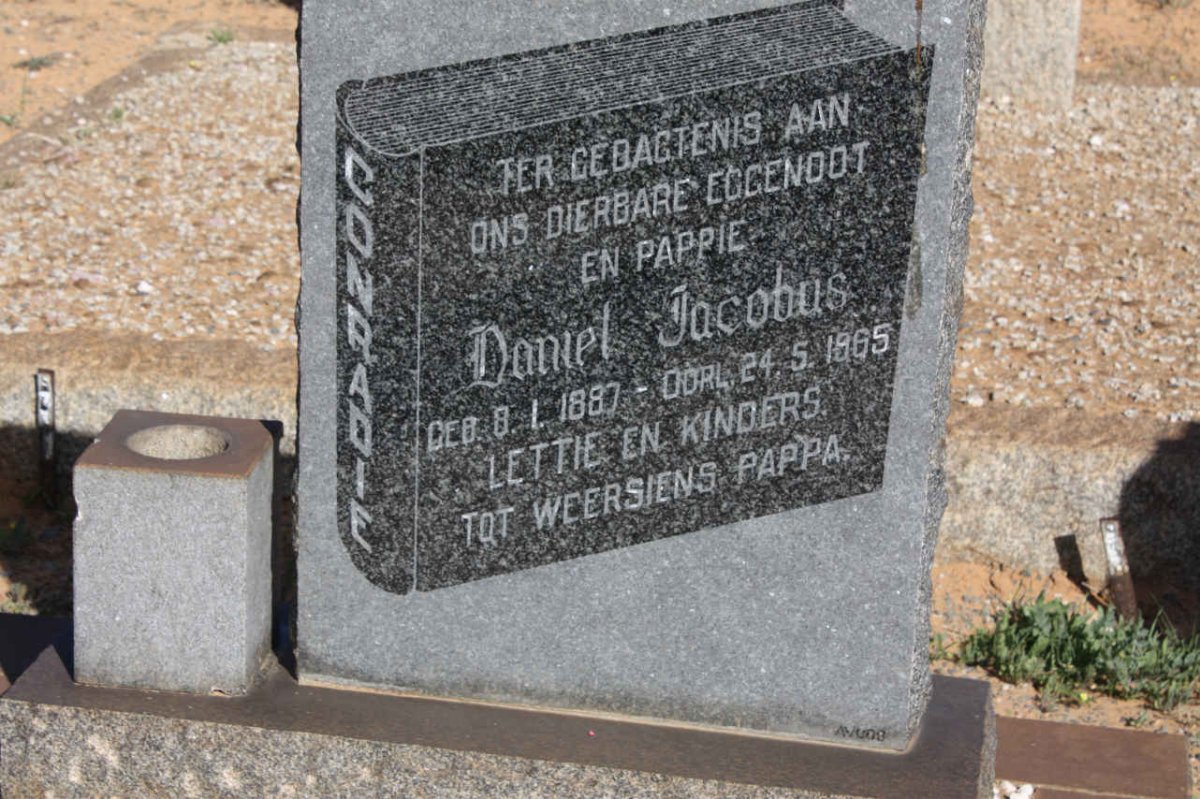 CONRADIE
TER GEDAGTENIS AAN
ONS DIERBARE EGGENOOT
EN PAPPIE
Daniel Jacobus
GEB. 8. 1. 1887 - OORL. 24. 5. 1965
LETTIE EN KINDERS.
TOT WEERSIENS PAPPA.